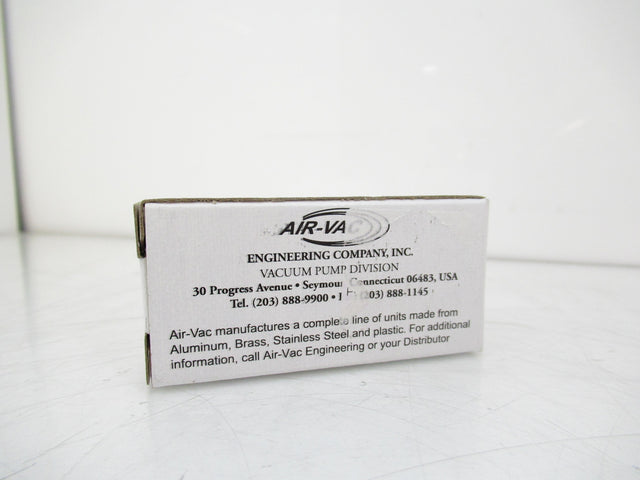 AIR-VAC
ENGINEERING COMPANY, INC.
VACUUM PUMP DIVISION
30 Progress Avenue • Seymour, Connecticut 06483, USA
Tel. (203) 888-9900 • (203) 888-1145
Air-Vac manufactures a complete line of units made from
Aluminum, Brass, Stainless Steel and plastic. For additional
information, call Air-Vac Engineering or your Distributor